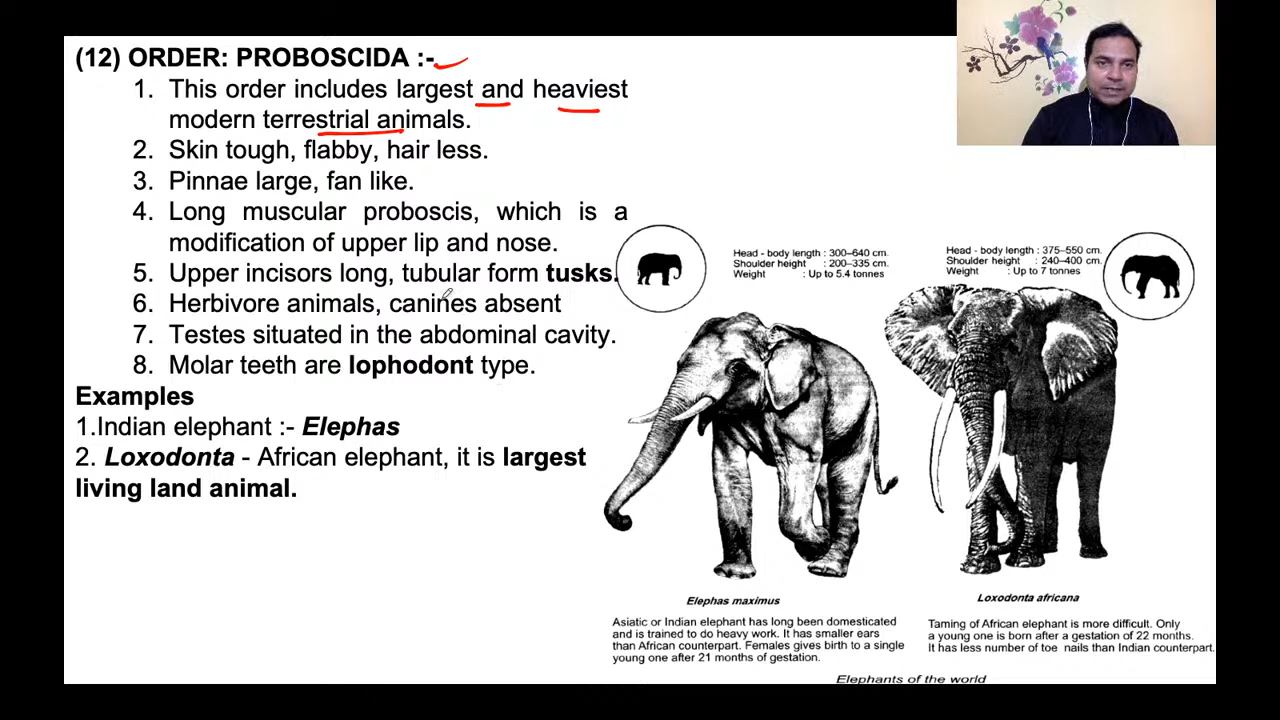 (12) ORDER: PROBOSCIDA :-
1. This order includes largest and heaviest
modern terrestrial animals.
2. Skin tough, flabby, hair less.
3. Pinnae large, fan like.
4. Long muscular proboscis, which is a
modification of upper lip and nose.
5. Upper incisors long, tubular form tusks.
6. Herbivore animals, canines absent
7. Testes situated in the abdominal cavity.
8. Molar teeth are lophodont type.
Examples
1.Indian elephant :- Elephas
2. Loxodonta - African elephant, it is largest
living land animal.
Head - body length : 300–640 cm.
Shoulder height : 200–335 cm.
Weight : Up to 5.4 tonnes
Head - body length : 375–550 cm.
Shoulder height : 240–400 cm.
Weight : Up to 7 tonnes
Elephas maximus
Asiatic or Indian elephant has long been domesticated
and is trained to do heavy work. It has smaller ears
than African counterpart. Females gives birth to a single
young one after 21 months of gestation.
Loxodonta africana
Taming of African elephant is more difficult. Only
a young one is born after a gestation of 22 months.
It has less number of toe nails than Indian counterpart.
Elephants of the world